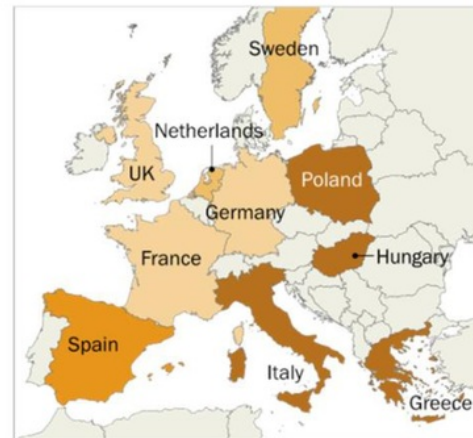 Sweden
Netherlands
UK
Poland
Germany
France
Hungary
Spain
Italy
Greece